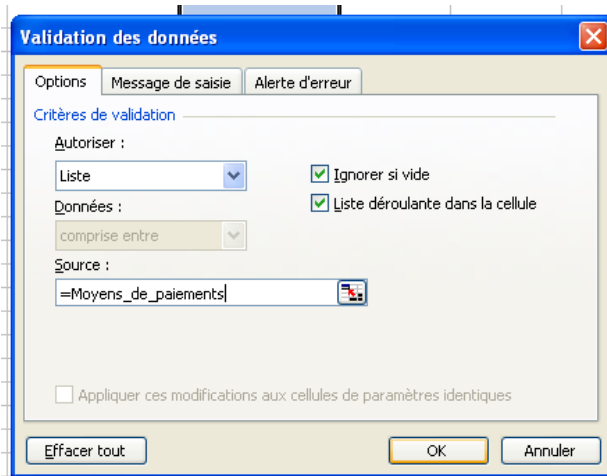 Validation des données
Options Message de saisie Alerte d'erreur
Critères de validation
Autoriser :
Liste
Ignorer si vide
Données :
Liste déroulante dans la cellule
comprise entre
Source :
=Moyens_de_paiements
Appliquer ces modifications aux cellules de paramètres identiques
Effacer tout OK Annuler